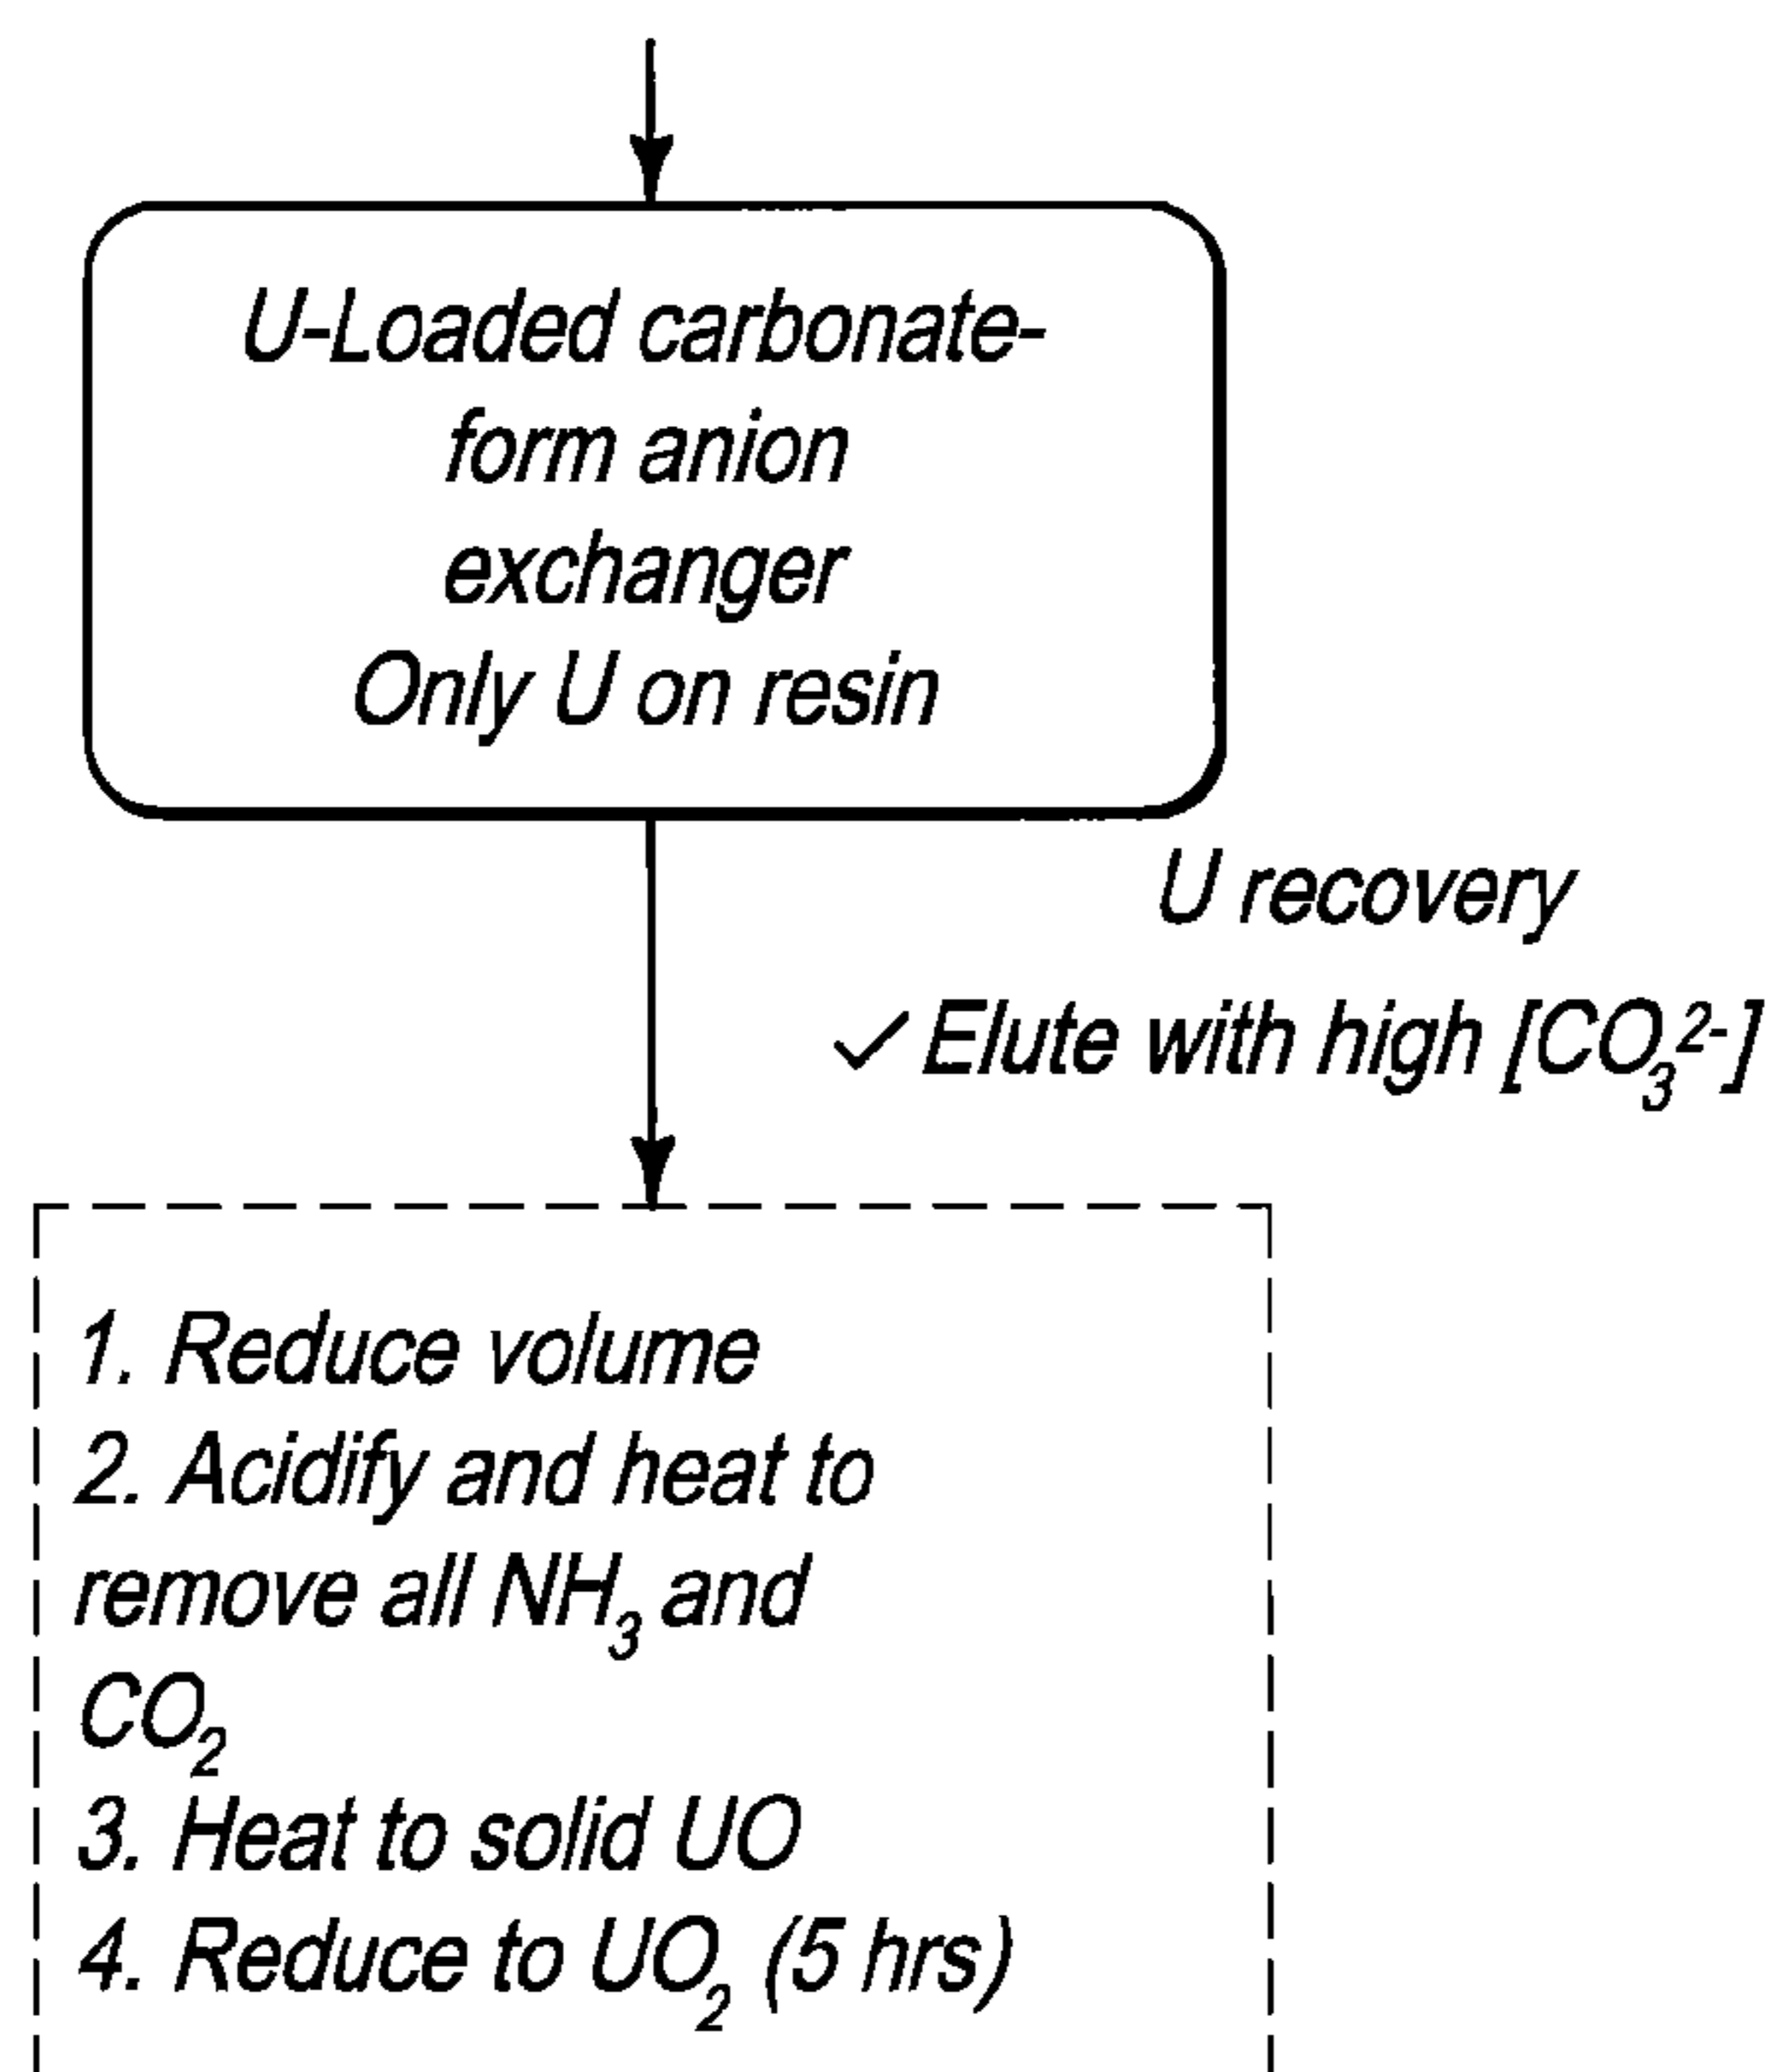 U-Loaded carbonate-
form anion
exchanger
Only U on resin
U recovery
✓ Elute with high [CO₃²⁻]
1. Reduce volume
2. Acidify and heat to
remove all NH₃ and
CO₂
3. Heat to solid UO
4. Reduce to UO₂ (5 hrs)